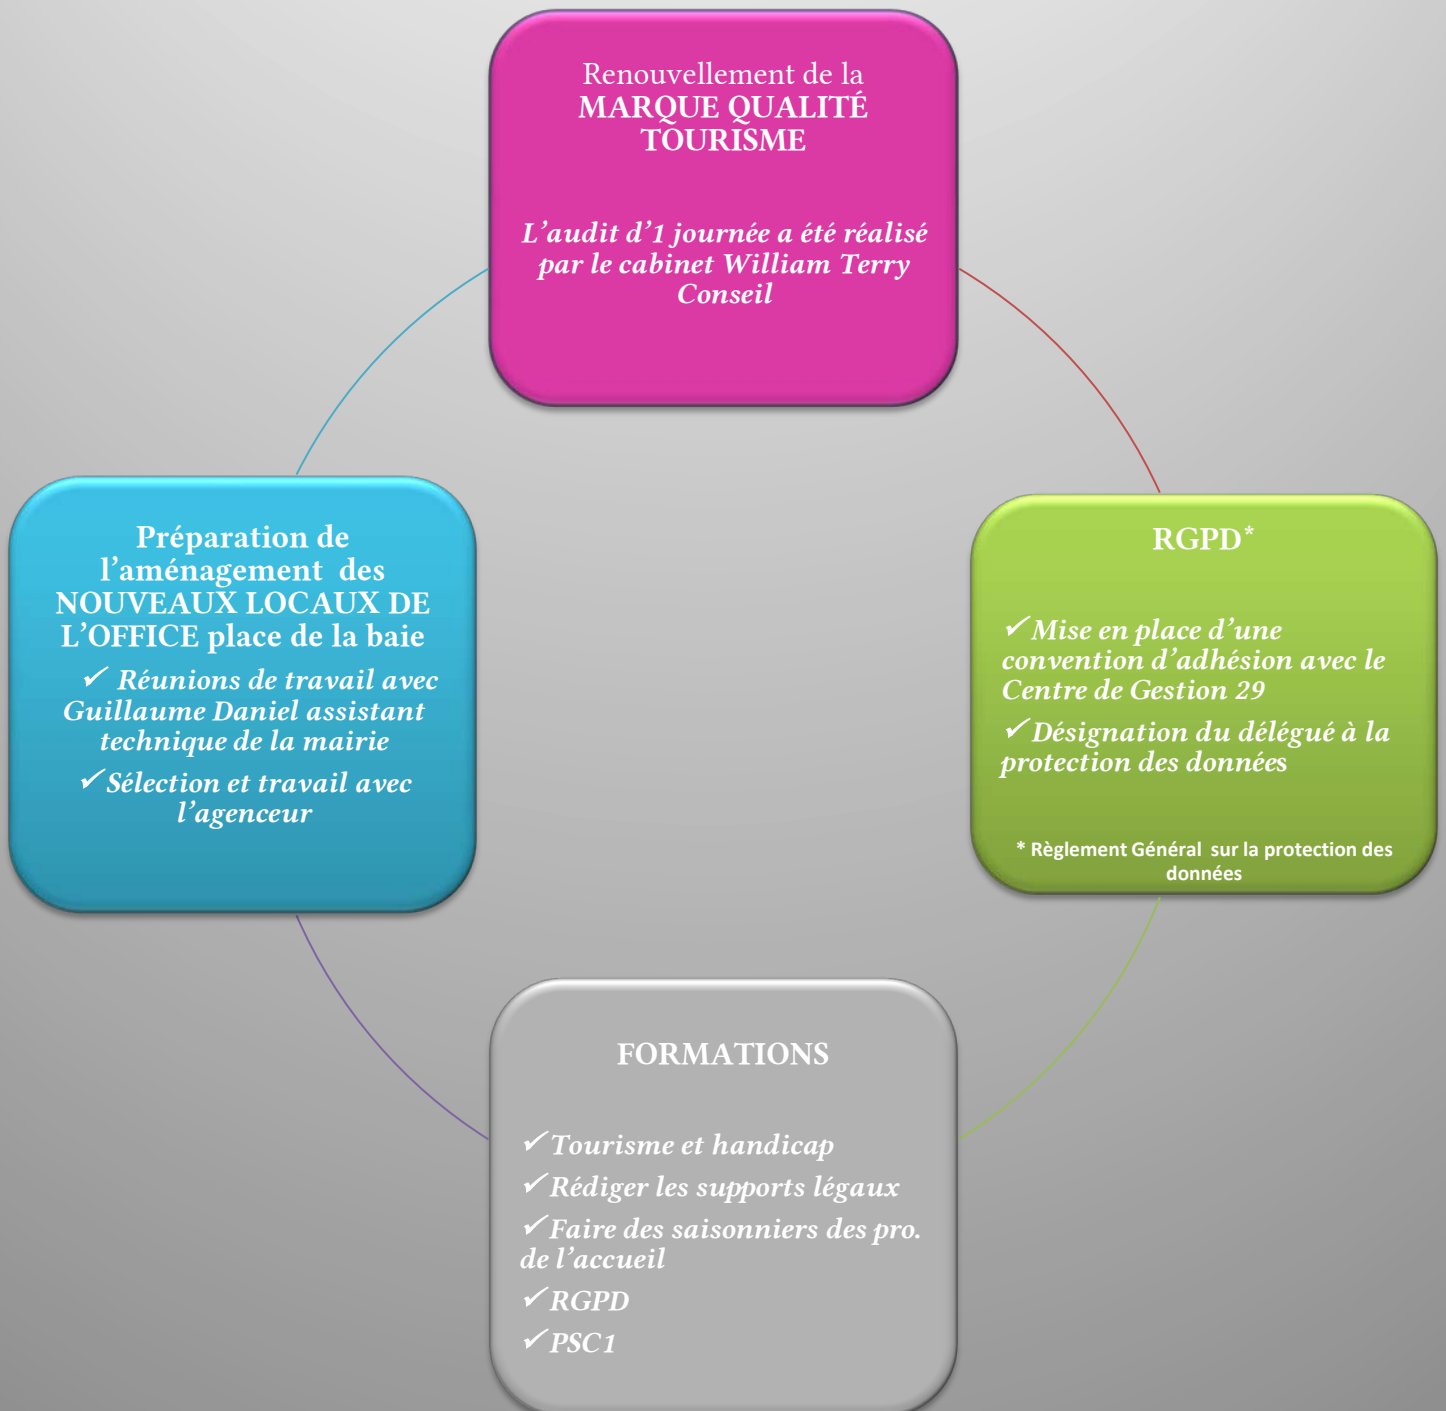 Renouvellement de la
MARQUE QUALITÉ
TOURISME
L’audit d’1 journée a été réalisé
par le cabinet William Terry
Conseil
Préparation de
l’aménagement des
NOUVEAUX LOCAUX DE
L’OFFICE place de la baie
✓ Réunions de travail avec
Guillaume Daniel assistant
technique de la mairie
✓Sélection et travail avec
l’agenceur
RGPD*
✓Mise en place d’une
convention d’adhésion avec le
Centre de Gestion 29
✓Désignation du délégué à la
protection des données
* Règlement Général sur la protection des
données
FORMATIONS
✓Tourisme et handicap
✓Rédiger les supports légaux
✓Faire des saisonniers des pro.
de l’accueil
✓RGPD
✓PSC1